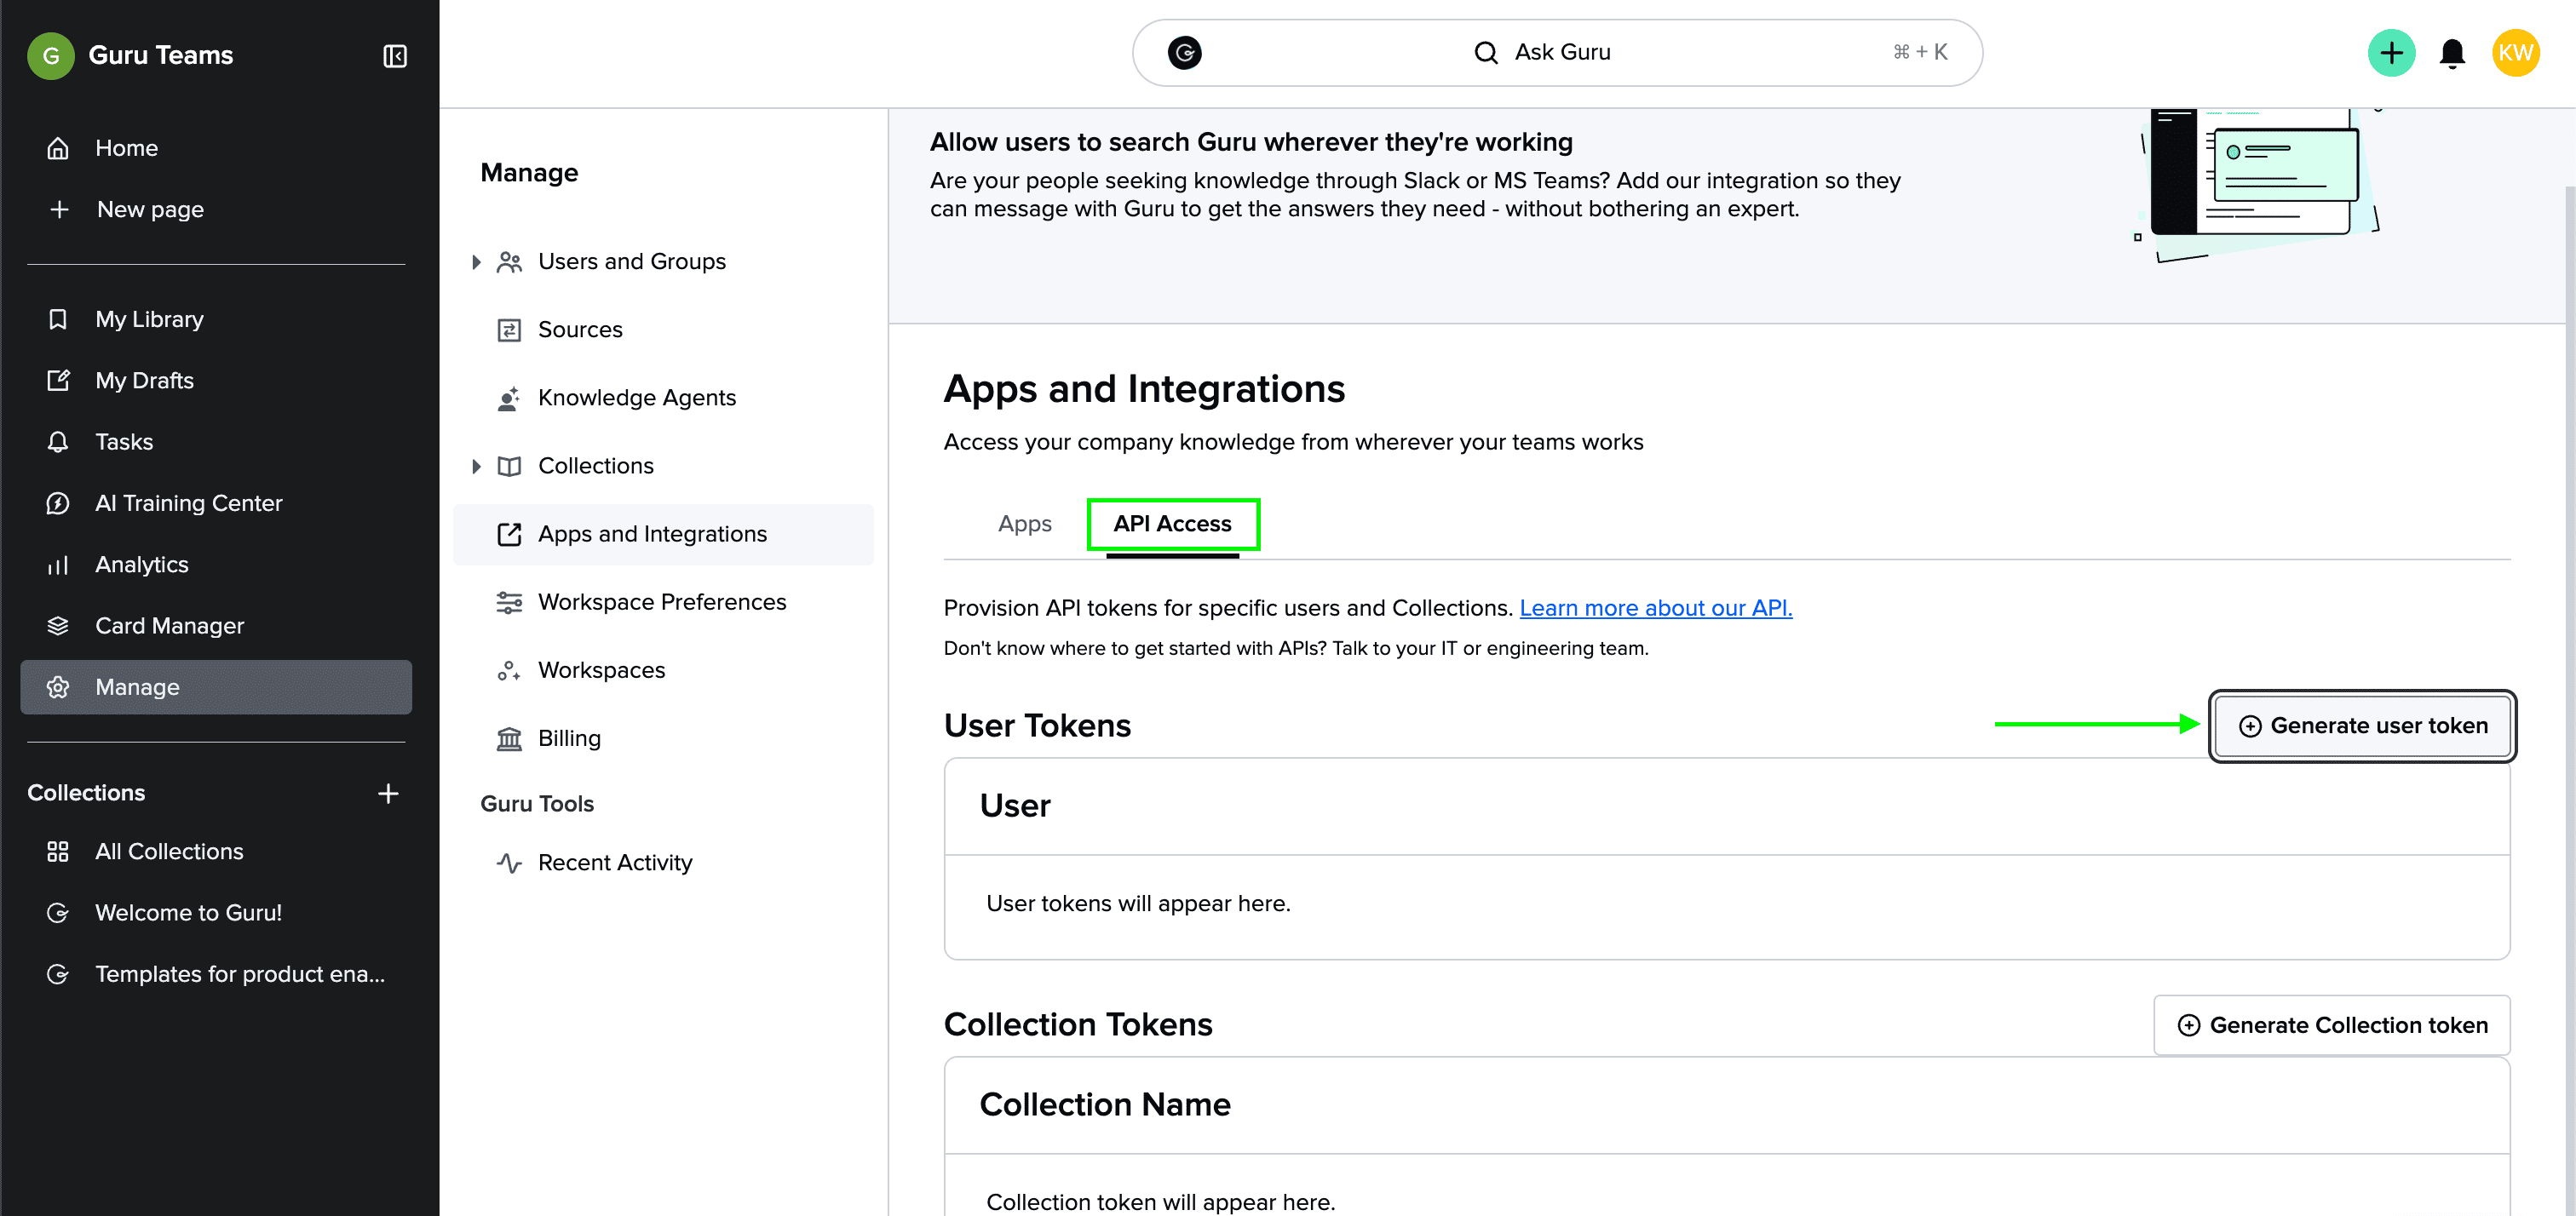 G Guru Teams
Home
New page
My Library
My Drafts
Tasks
AI Training Center
Analytics
Card Manager
Manage
Collections
All Collections
Welcome to Guru!
Templates for product ena...
Ask Guru
⌘ + K
KW
Manage
Users and Groups
Sources
Knowledge Agents
Collections
Apps and Integrations
Workspace Preferences
Workspaces
Billing
Guru Tools
Recent Activity
Allow users to search Guru wherever they're working
Are your people seeking knowledge through Slack or MS Teams? Add our integration so they
can message with Guru to get the answers they need - without bothering an expert.
Apps and Integrations
Access your company knowledge from wherever your teams works
Apps
API Access
Provision API tokens for specific users and Collections. Learn more about our API.
Don't know where to get started with APIs? Talk to your IT or engineering team.
User Tokens
Generate user token
User
User tokens will appear here.
Collection Tokens
Generate Collection token
Collection Name
Collection token will appear here.